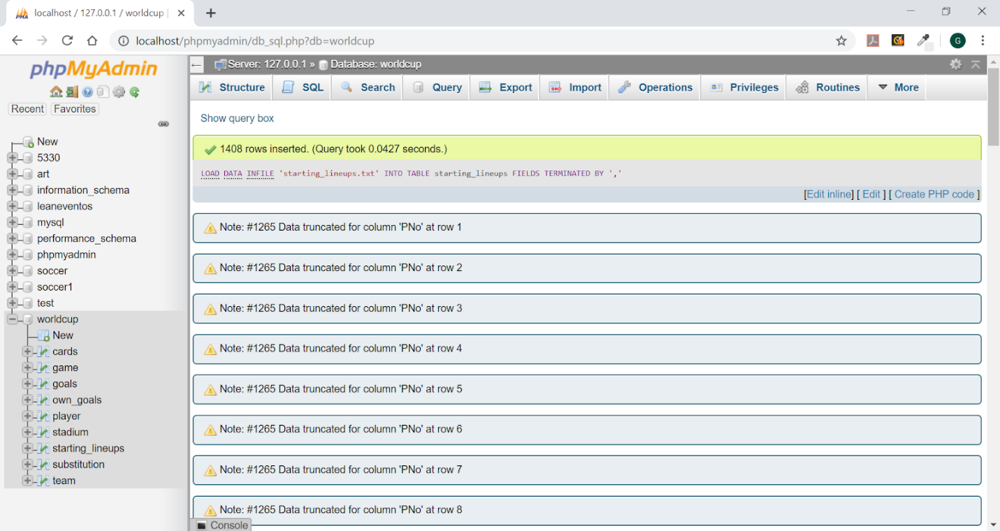 localhost / 127.0.0.1 / worldcup |
localhost/phpmyadmin/db_sql.php?db=worldcup
G
phpMyAdmin
Recent Favorites
New
5330
art
information_schema
leaneventos
mysql
performance_schema
phpmyadmin
soccer
soccer1
test
worldcup
New
cards
game
goals
own_goals
player
stadium
starting_lineups
substitution
team
Server: 127.0.0.1 » Database: worldcup
Structure SQL Search Query Export Import Operations Privileges Routines More
Show query box
1408 rows inserted. (Query took 0.0427 seconds.)
LOAD DATA INFILE 'starting_lineups.txt' INTO TABLE starting_lineups FIELDS TERMINATED BY ','
[Edit inline] [ Edit ] [ Create PHP code ]
Note: #1265 Data truncated for column 'PNo' at row 1
Note: #1265 Data truncated for column 'PNo' at row 2
Note: #1265 Data truncated for column 'PNo' at row 3
Note: #1265 Data truncated for column 'PNo' at row 4
Note: #1265 Data truncated for column 'PNo' at row 5
Note: #1265 Data truncated for column 'PNo' at row 6
Note: #1265 Data truncated for column 'PNo' at row 7
Note: #1265 Data truncated for column 'PNo' at row 8
Console